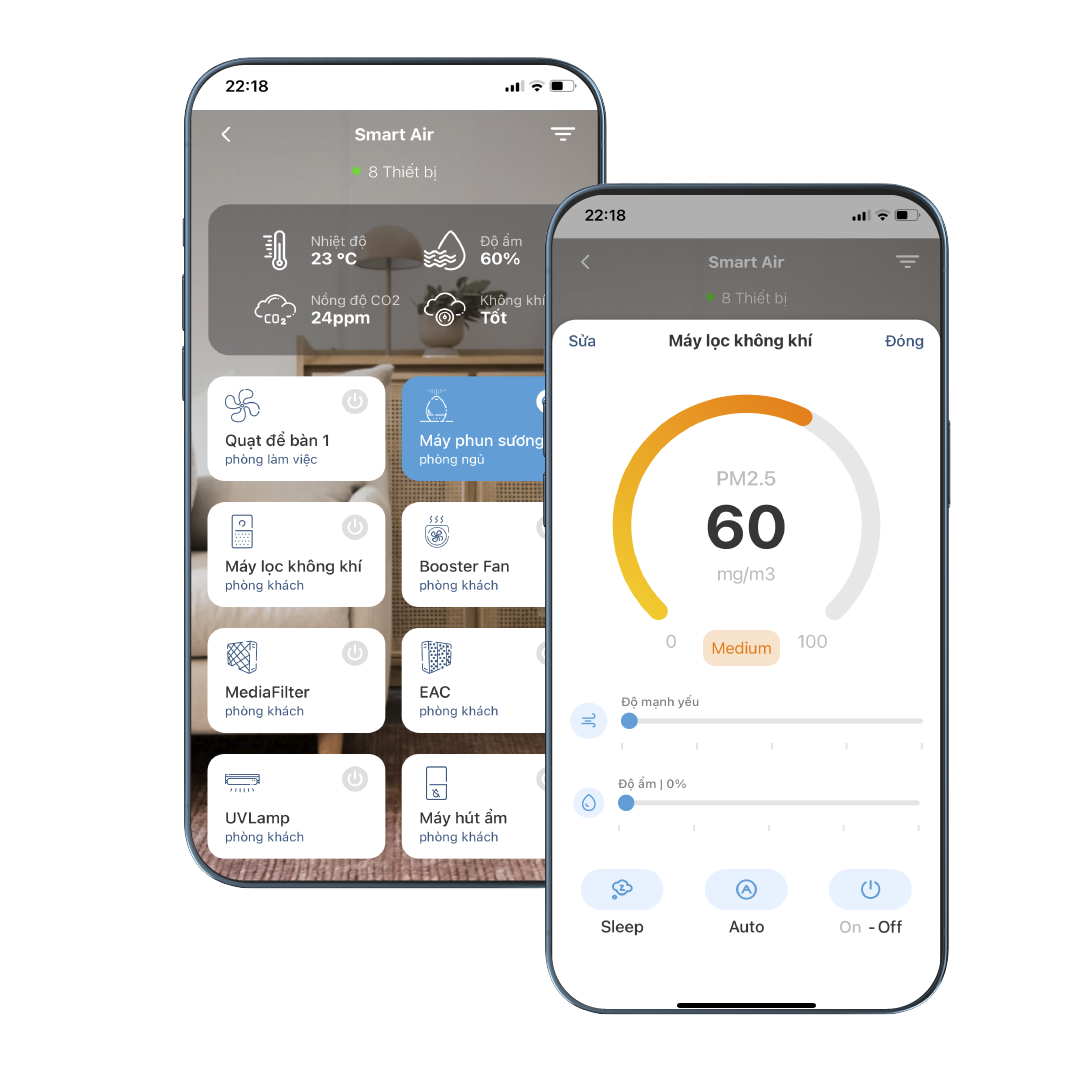 22:18
Smart Air
8 Thiết bị
Nhiệt độ
23 °C
Độ ẩm
60%
Nồng độ CO2
24ppm
Không khí
Tốt
CO2
Quạt để bàn 1
phòng làm việc
Máy phun sương
phòng ngủ
Máy lọc không khí
phòng khách
Booster Fan
phòng khách
MediaFilter
phòng khách
EAC
phòng khách
UVLamp
phòng khách
Máy hút ẩm
phòng khách
22:18
Smart Air
8 Thiết bị
Sửa
Máy lọc không khí
Đóng
PM2.5
60
mg/m3
0
Medium
100
Độ mạnh yếu
Độ ẩm | 0%
Sleep
Auto
On - Off